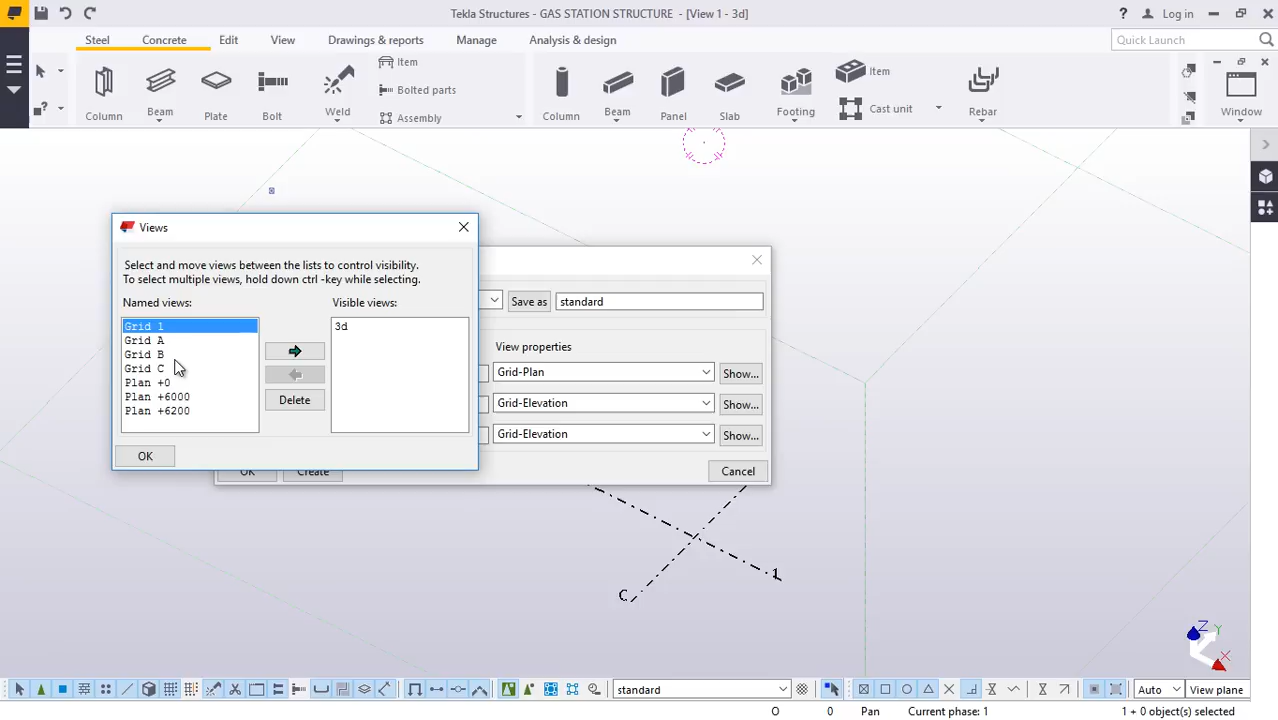 Tekla Structures - GAS STATION STRUCTURE - [View 1 - 3d]
? Log in
Steel Concrete Edit View Drawings & reports Manage Analysis & design Quick Launch
Column Beam Plate Bolt Weld
Item
Bolted parts
Assembly
Column Beam Panel Slab Footing
Item
Cast unit
Rebar
Window
Views
Select and move views between the lists to control visibility.
To select multiple views, hold down ctrl -key while selecting.
Named views: Visible views:
Grid 1
Grid A
Grid B
Grid C
Plan +0
Plan +6000
Plan +6200
3d
Delete
OK
Save as standard
View properties
Grid-Plan Show...
Grid-Elevation Show...
Grid-Elevation Show...
OK Create Cancel
1
C
Z Y
X
standard Auto View plane
O 0 Pan Current phase: 1 1 + 0 object(s) selected